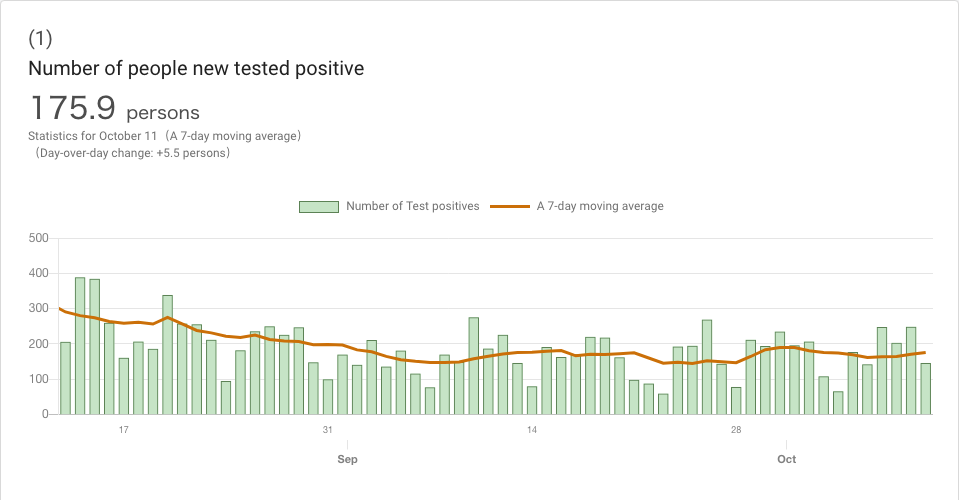 (1)
Number of people new tested positive
175.9 persons
Statistics for October 11（A 7-day moving average）
（Day-over-day change: +5.5 persons）
Number of Test positives A 7-day moving average
500
400
300
200
100
0
17 31 14 28
Sep Oct